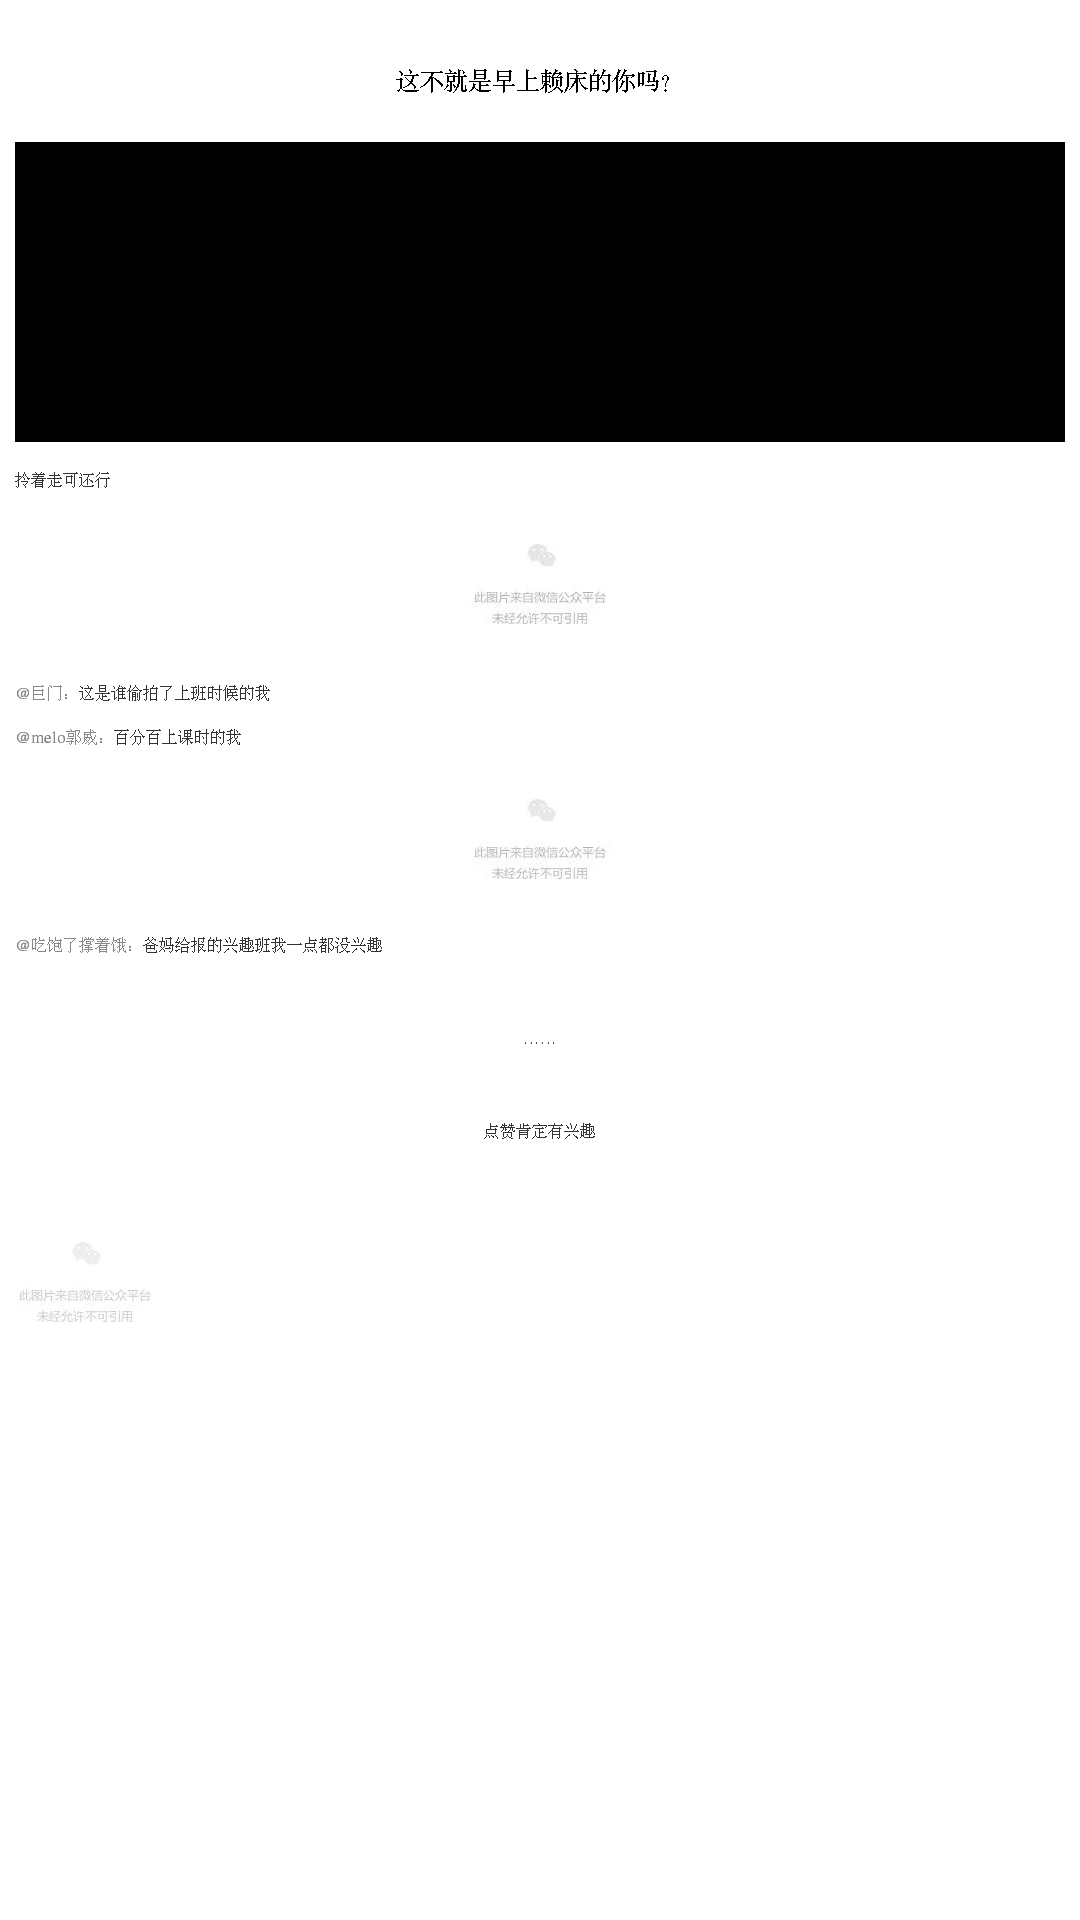 这不就是早上赖床的你吗？
拎着走可还行
此图片来自微信公众平台
未经允许不可引用
@巨门：这是谁偷拍了上班时候的我
@melo郭威：百分百上课时的我
此图片来自微信公众平台
未经允许不可引用
@吃饱了撑着饿：爸妈给报的兴趣班我一点都没兴趣
……
点赞肯定有兴趣
此图片来自微信公众平台
未经允许不可引用